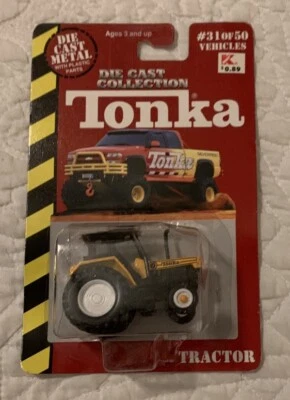 DIE CAST
METAL
WITH PLASTIC
PARTS
Ages 3 and up
#31 OF 50
VEHICLES
K
$0.89
DIE CAST
COLLECTION
Tonka
Tonka
TRACTOR